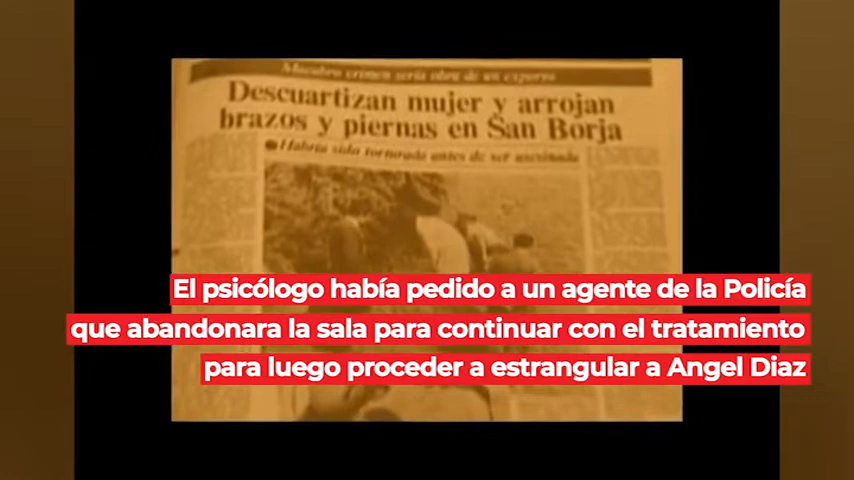 Macabro crimen sería obra de un experto
Descuartizan mujer y arrojan
brazos y piernas en San Borja
Habría sido torturada antes de ser asesinada
El psicólogo había pedido a un agente de la Policía
que abandonara la sala para continuar con el tratamiento
para luego proceder a estrangular a Angel Diaz